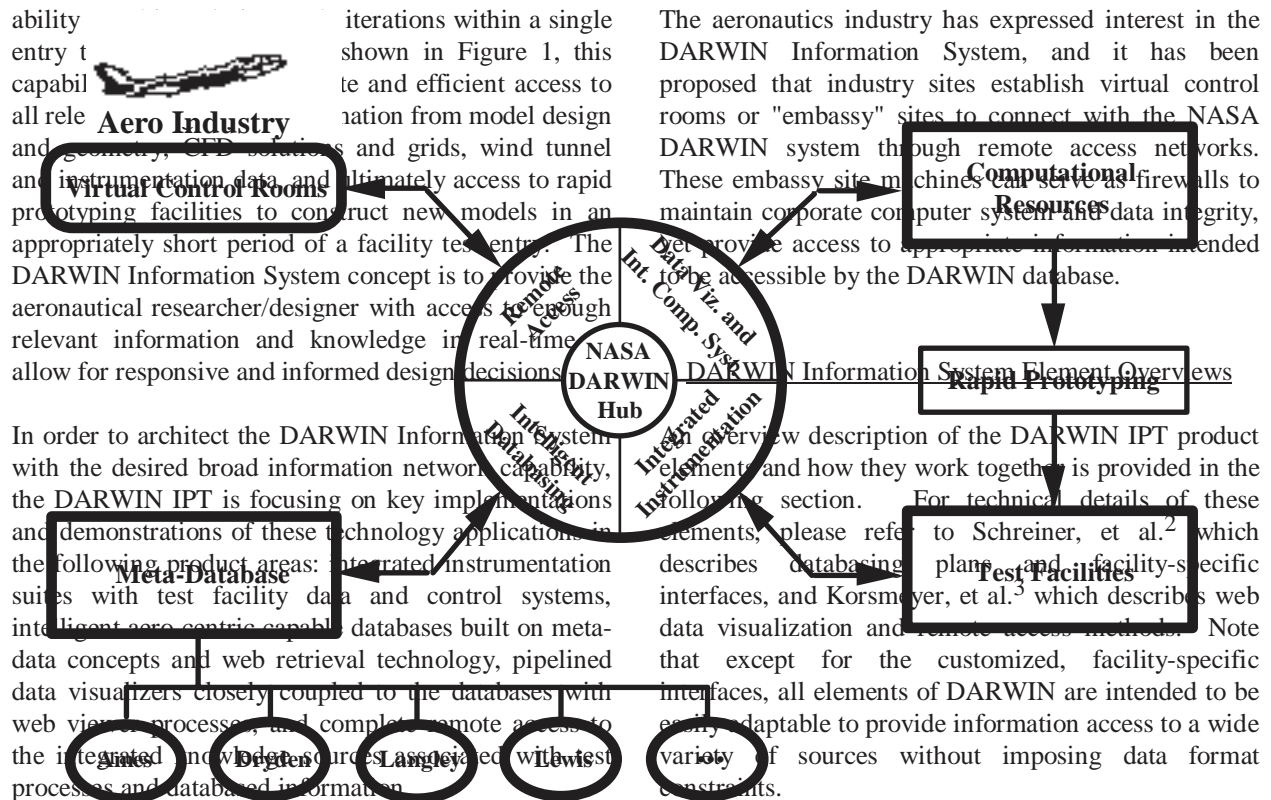 ability iterations within a single
entry shown in Figure 1, this
and efficient access to
all from model design
and geometry, CFD solutions and grids, wind tunnel
and instrumentation data, and ultimately access to rapid
prototyping facilities to construct new models in an
appropriately short period of a facility test entry. The
DARWIN Information System concept is to provide the
aeronautical researcher/designer with access to enough
relevant information and knowledge in real-time
allow for responsive and informed design decisions
In order to architect the DARWIN Information System
with the desired broad information network capability,
the DARWIN IPT is focusing on key implementations
and demonstrations of these technology applications in
the following product areas: integrated instrumentation
suites with test facility data and control systems,
intelligent aero-centric capable databases built on meta-
data concepts and web retrieval technology, pipelined
data visualizers closely coupled to the databases with
web viewer processes, and complete remote access to
the integrated knowledge sources associated with test
processes and databased information.
The aeronautics industry has expressed interest in the
DARWIN Information System, and it has been
proposed that industry sites establish virtual control
rooms or "embassy" sites to connect with the NASA
DARWIN system through remote access networks.
These embassy site machines can serve as firewalls to
maintain corporate computer system and data integrity,
yet provide access to appropriate information intended
to be accessible by the DARWIN database.
DARWIN Information System Element Overviews
An overview description of the DARWIN IPT product
elements and how they work together is provided in the
following section. For technical details of these
elements, please refer to Schreiner, et al.2 which
describes databasing plans and facility-specific
interfaces, and Korsmeyer, et al.3 which describes web
data visualization and remote access methods. Note
that except for the customized, facility-specific
interfaces, all elements of DARWIN are intended to be
easily adaptable to provide information access to a wide
variety of sources without imposing data format
constraints.
Aero Industry
Virtual Control Rooms
Computational
Resources
Remote
Access
Data Viz. and
Int. Comp. Syst.
NASA
DARWIN
Hub
Rapid Prototyping
Intelligent
Databasing
Integrated
Instrumentation
Meta-Database
Test Facilities
Ames
Dryden
Langley
Lewis
•••